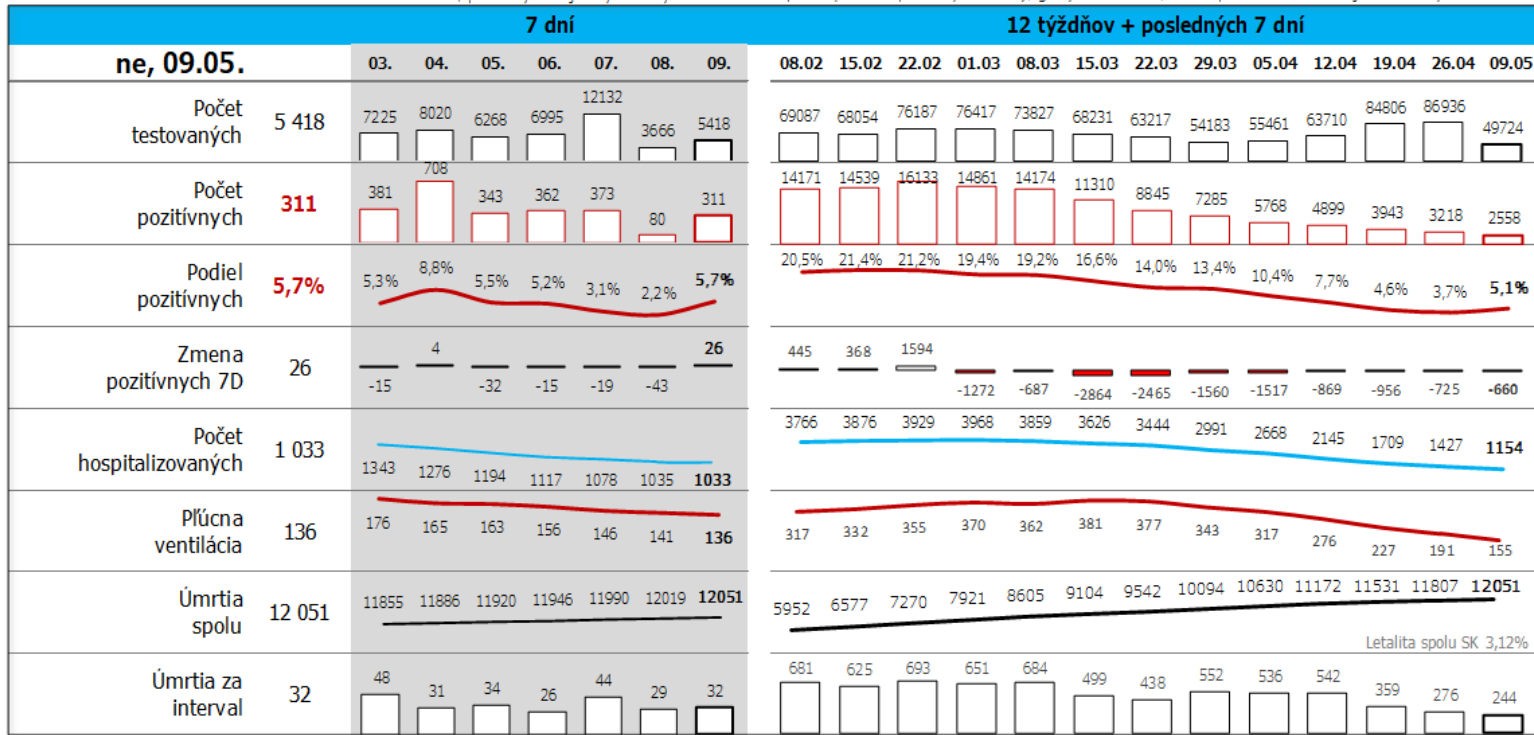 7 dní 12 týždňov + posledných 7 dní
ne, 09.05. 03. 04. 05. 06. 07. 08. 09. 08.02 15.02 22.02 01.03 08.03 15.03 22.03 29.03 05.04 12.04 19.04 26.04 09.05
Počet
testovaných
5 418 7225 8020 6268 6995 12132 3666 5418 69087 68054 76187 76417 73827 68231 63217 54183 55461 63710 84806 86936 49724
Počet
pozitívnych
311 381 708 343 362 373 80 311 14171 14539 16133 14861 14174 11310 8845 7285 5768 4899 3943 3218 2558
Podiel
pozitívnych
5,7% 5,3% 8,8% 5,5% 5,2% 3,1% 2,2% 5,7% 20,5% 21,4% 21,2% 19,4% 19,2% 16,6% 14,0% 13,4% 10,4% 7,7% 4,6% 3,7% 5,1%
Zmena
pozitívnych 7D
26 -15 4 -32 -15 -19 -43 26 445 368 1594 -1272 -687 -2864 -2465 -1560 -1517 -869 -956 -725 -660
Počet
hospitalizovaných
1 033 1343 1276 1194 1117 1078 1035 1033 3766 3876 3929 3968 3859 3626 3444 2991 2668 2145 1709 1427 1154
Pľúcna
ventilácia
136 176 165 163 156 146 141 136 317 332 355 370 362 381 377 343 317 276 227 191 155
Úmrtia
spolu
12 051 11855 11886 11920 11946 11990 12019 12051 5952 6577 7270 7921 8605 9104 9542 10094 10630 11172 11531 11807 12051
Letalita spolu SK 3,12%
Úmrtia za
interval
32 48 31 34 26 44 29 32 681 625 693 651 684 499 438 552 536 542 359 276 244